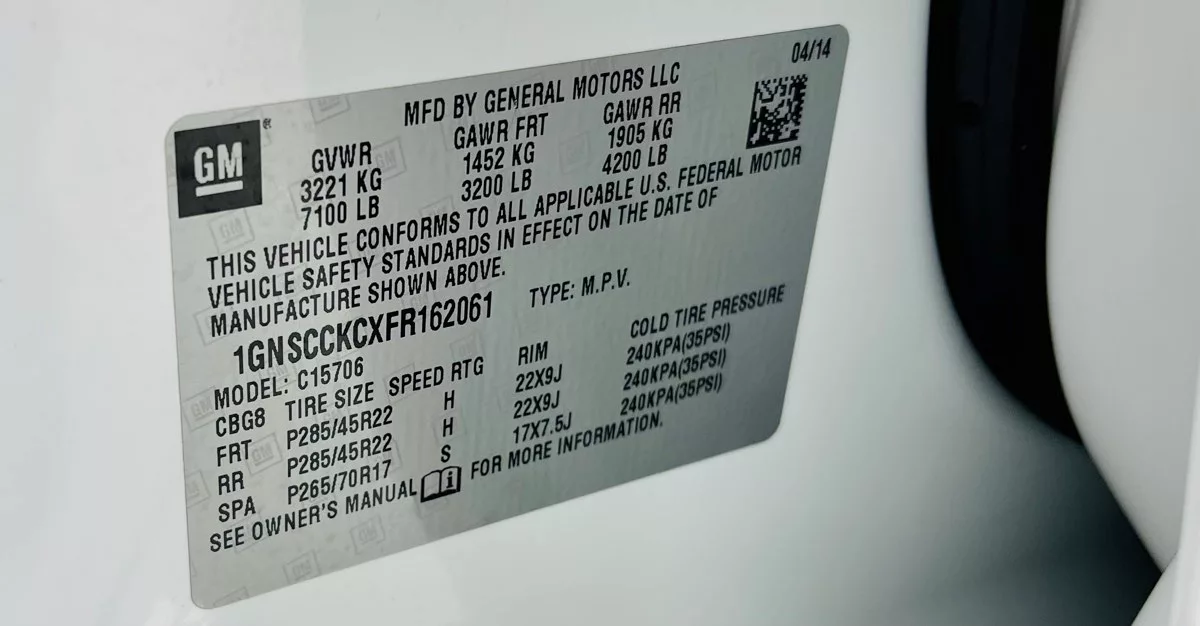 04/14
MFD BY GENERAL MOTORS LLC
GM®
GVWR GAWR FRT GAWR RR
3221 KG 1452 KG 1905 KG
7100 LB 3200 LB 4200 LB
THIS VEHICLE CONFORMS TO ALL APPLICABLE U.S. FEDERAL MOTOR
VEHICLE SAFETY STANDARDS IN EFFECT ON THE DATE OF
MANUFACTURE SHOWN ABOVE.
1GNSCCKCXFR162061 TYPE: M.P.V.
MODEL: C15706
CBG8 TIRE SIZE SPEED RTG RIM COLD TIRE PRESSURE
FRT P285/45R22 H 22X9J 240KPA(35PSI)
RR P285/45R22 H 22X9J 240KPA(35PSI)
SPA P265/70R17 S 17X7.5J 240KPA(35PSI)
SEE OWNER'S MANUAL FOR MORE INFORMATION.